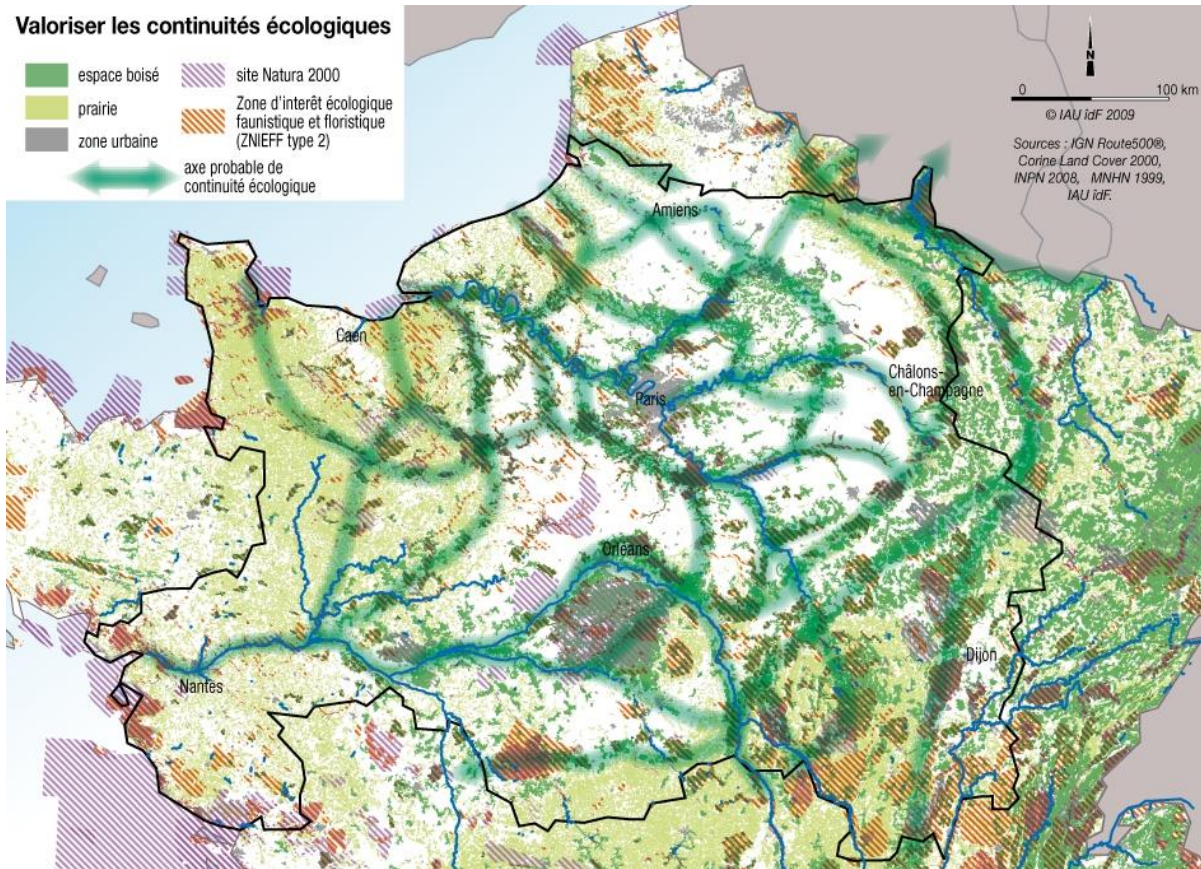 Valoriser les continuités écologiques
espace boisé
prairie
zone urbaine
site Natura 2000
Zone d'interêt écologique
faunistique et floristique
(ZNIEFF type 2)
axe probable de
continuité écologique
N
0 100 km
© IAU îdF 2009
Sources : IGN Route500®,
Corine Land Cover 2000,
INPN 2008, MNHN 1999,
IAU îdF.
Amiens
Caen
Paris
Châlons-
en-Champagne
Orléans
Nantes
Dijon